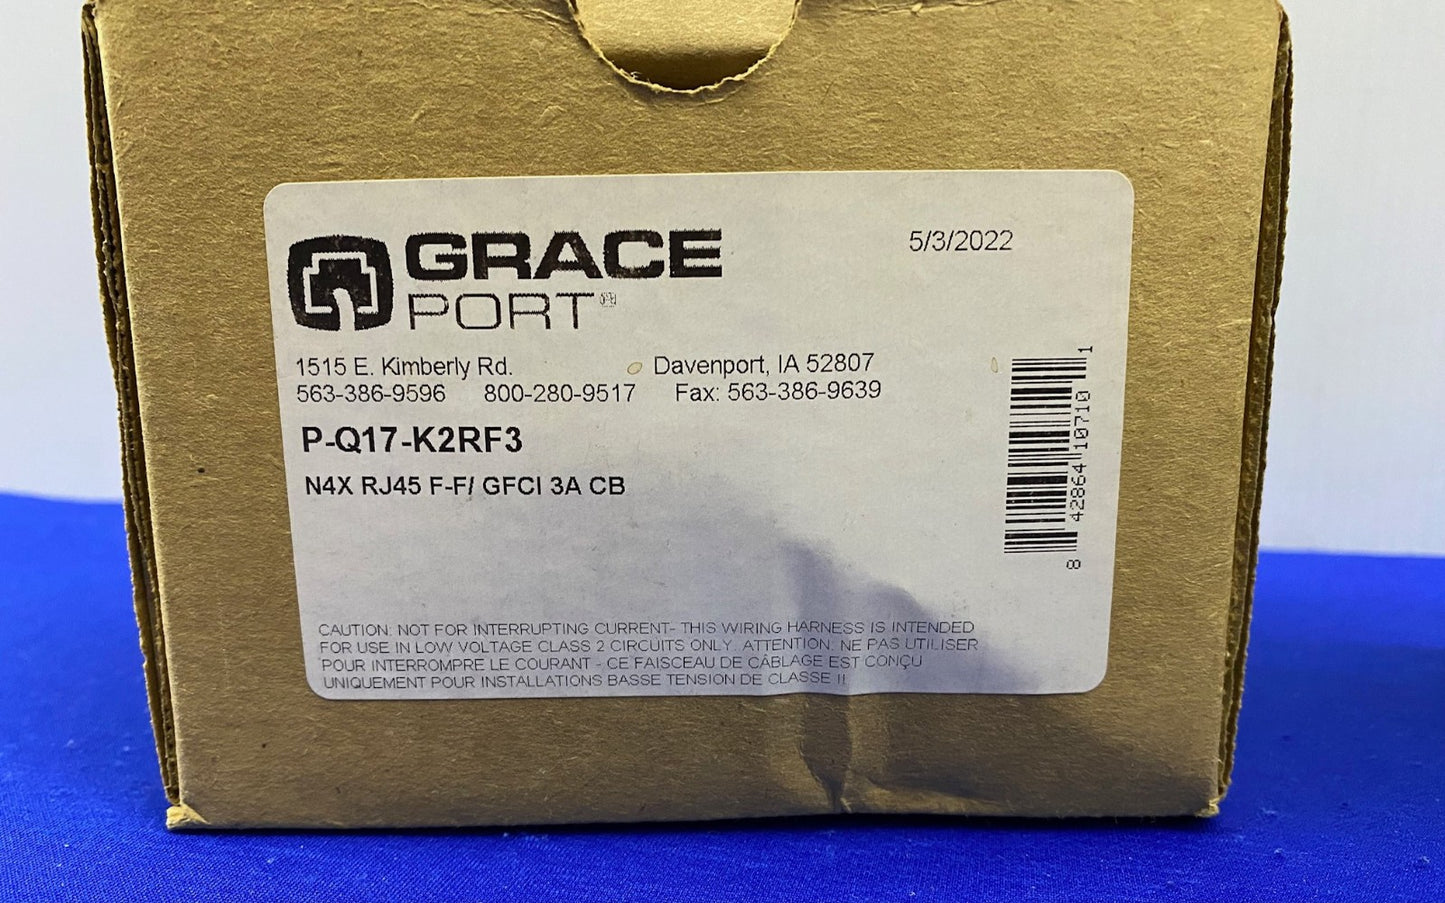 GRACE
PORT®
5/3/2022
1515 E. Kimberly Rd. Davenport, IA 52807
563-386-9596 800-280-9517 Fax: 563-386-9639
P-Q17-K2RF3
N4X RJ45 F-F/ GFCI 3A CB
8 42864 10710 1
CAUTION: NOT FOR INTERRUPTING CURRENT- THIS WIRING HARNESS IS INTENDED
FOR USE IN LOW VOLTAGE CLASS 2 CIRCUITS ONLY. ATTENTION: NE PAS UTILISER
POUR INTERROMPRE LE COURANT - CE FAISCEAU DE CÂBLAGE EST CONÇU
UNIQUEMENT POUR INSTALLATIONS BASSE TENSION DE CLASSE II